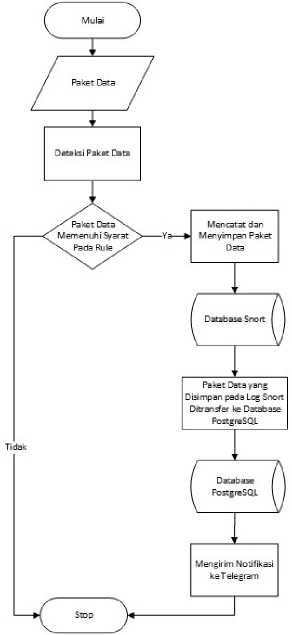 Mulai
Paket Data
Deteksi Paket Data
Paket Data
Memenuhi Syarat
Pada Rule
Ya
Mencatat dan
Menyimpan Paket
Data
Database Snort
Paket Data yang
Disimpan pada Log Snort
Ditransfer ke Database
PostgreSQL
Tidak
Database
PostgreSQL
Mengirim Notifikasi
ke Telegram
Stop